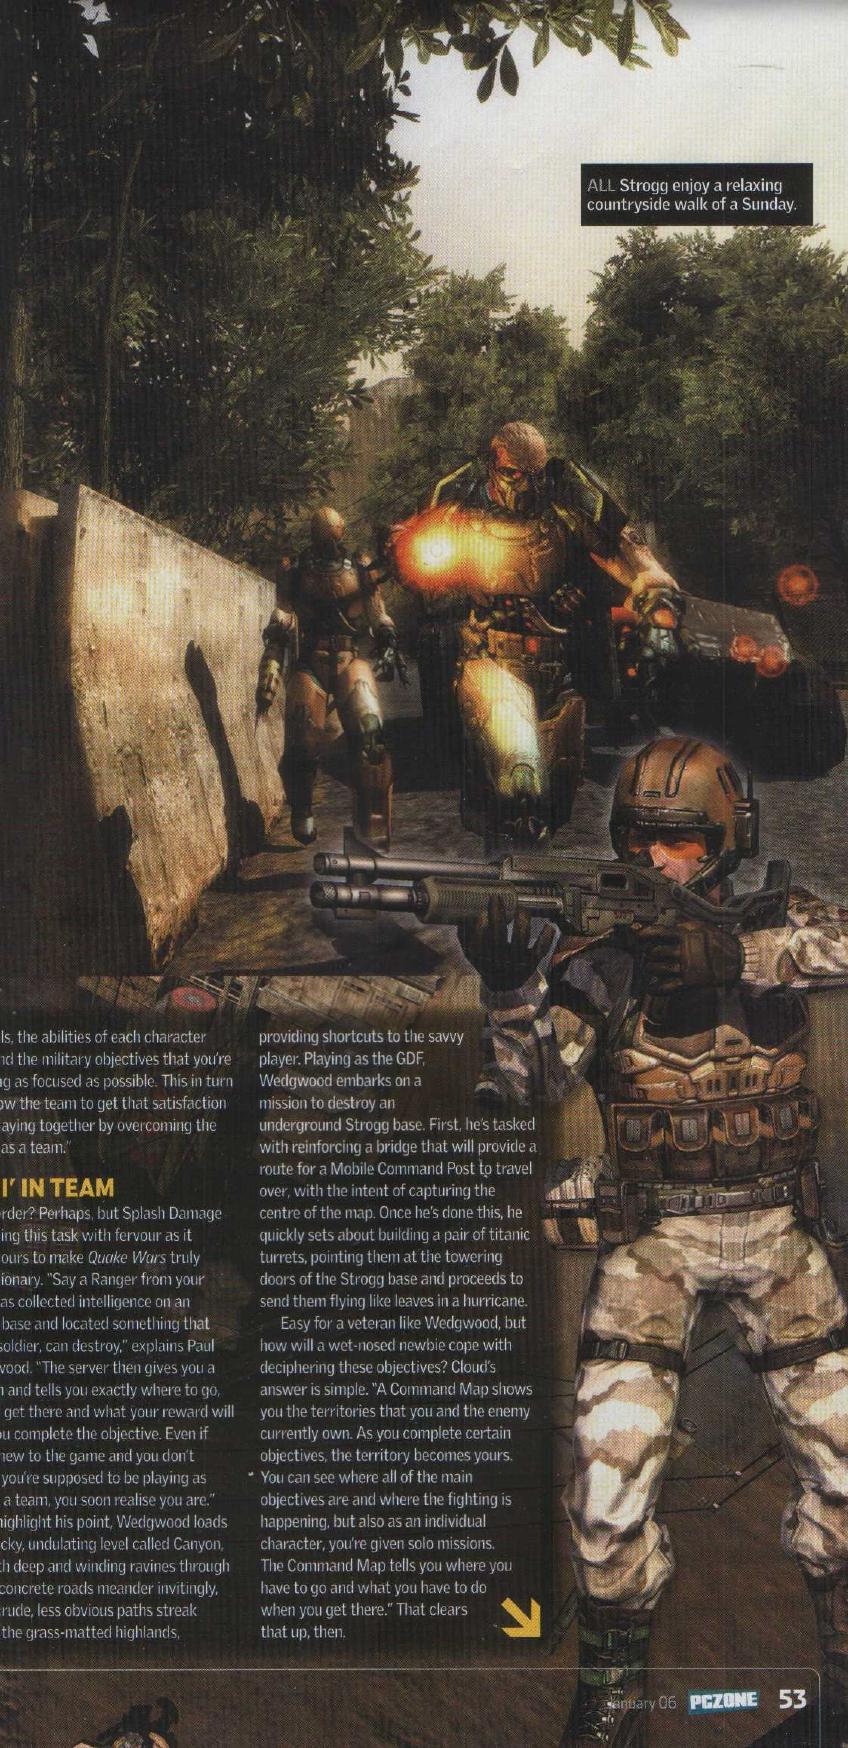 ALL Strogg enjoy a relaxing
countryside walk of a Sunday.
ls, the abilities of each character
nd the military objectives that you're
ng as focused as possible. This in turn
ow the team to get that satisfaction
aying together by overcoming the
as a team."
I' IN TEAM
rder? Perhaps, but Splash Damage
ing this task with fervour as it
ours to make Quake Wars truly
ionary. "Say a Ranger from your
as collected intelligence on an
base and located something that
soldier, can destroy," explains Paul
wood. "The server then gives you a
n and tells you exactly where to go,
get there and what your reward will
ou complete the objective. Even if
new to the game and you don't
you're supposed to be playing as
a team, you soon realise you are."
highlight his point, Wedgwood loads
cky, undulating level called Canyon,
th deep and winding ravines through
concrete roads meander invitingly,
rude, less obvious paths streak
the grass-matted highlands,
providing shortcuts to the savvy
player. Playing as the GDF,
Wedgwood embarks on a
mission to destroy an
underground Strogg base. First, he's tasked
with reinforcing a bridge that will provide a
route for a Mobile Command Post to travel
over, with the intent of capturing the
centre of the map. Once he's done this, he
quickly sets about building a pair of titanic
turrets, pointing them at the towering
doors of the Strogg base and proceeds to
send them flying like leaves in a hurricane.
Easy for a veteran like Wedgwood, but
how will a wet-nosed newbie cope with
deciphering these objectives? Cloud's
answer is simple. "A Command Map shows
you the territories that you and the enemy
currently own. As you complete certain
objectives, the territory becomes yours.
You can see where all of the main
objectives are and where the fighting is
happening, but also as an individual
character, you're given solo missions.
The Command Map tells you where you
have to go and what you have to do
when you get there." That clears
that up, then.
January 06 PCZONE 53